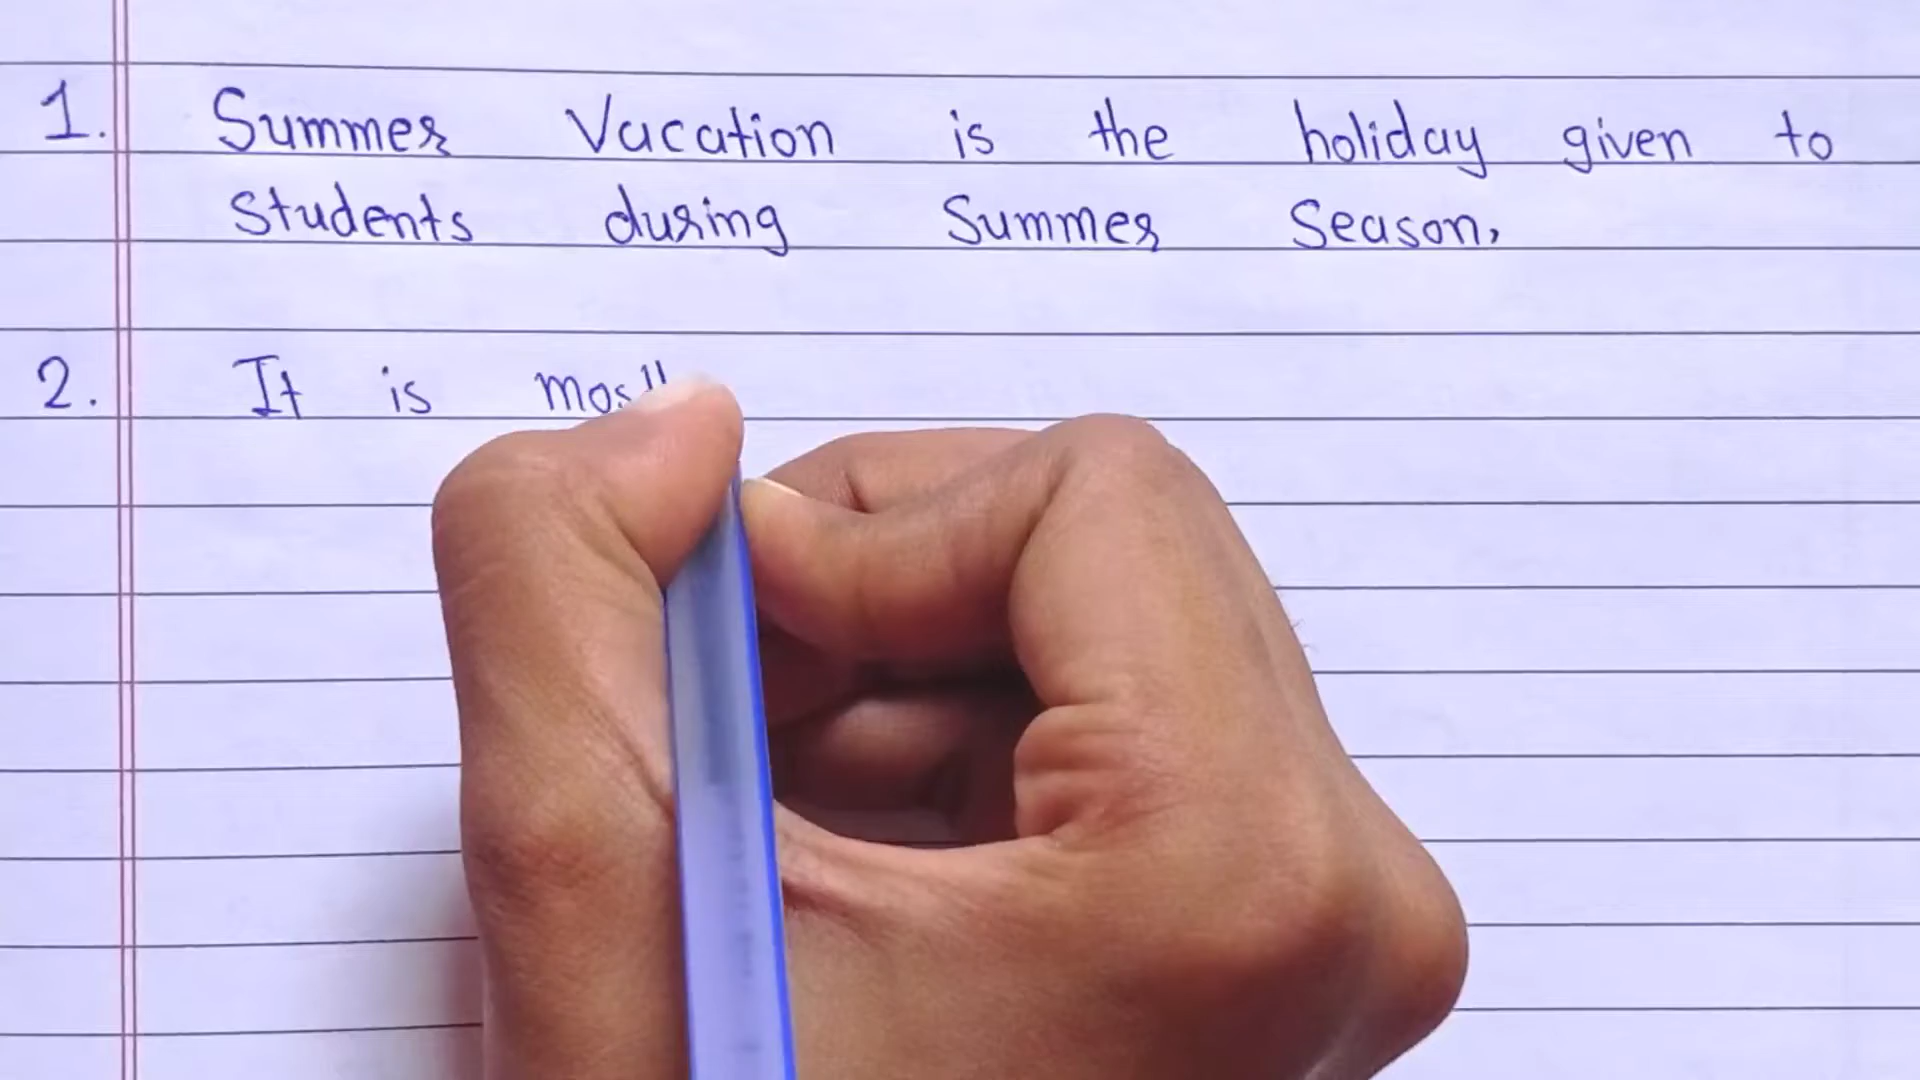 1. Summer Vacation is the holiday given to
Students during Summer Season,
2. It is